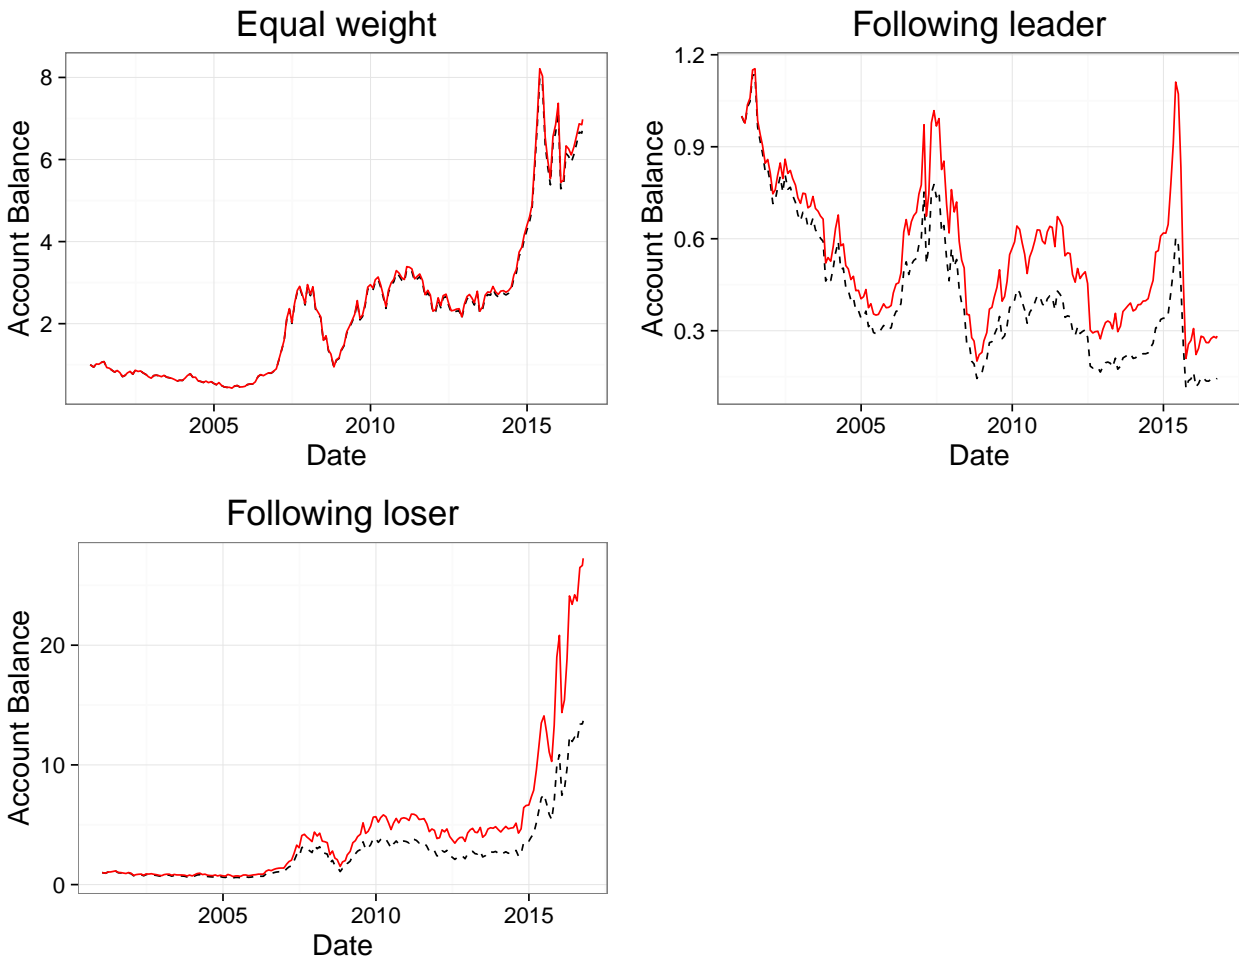 Equal weight
Account Balance
8
6
4
2
2005 2010 2015
Date
Following leader
Account Balance
1.2
0.9
0.6
0.3
2005 2010 2015
Date
Following loser
Account Balance
20
10
0
2005 2010 2015
Date